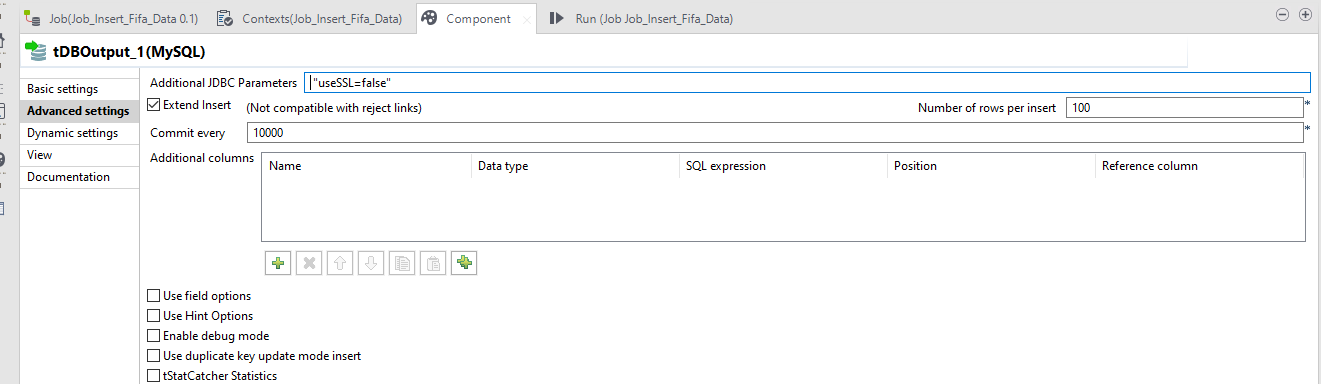 Job(Job_Insert_Fifa_Data 0.1) Contexts(Job_Insert_Fifa_Data) Component Run (Job Job_Insert_Fifa_Data)
tDBOutput_1(MySQL)
Basic settings
Advanced settings
Dynamic settings
View
Documentation
Additional JDBC Parameters "useSSL=false"
Extend Insert (Not compatible with reject links) Number of rows per insert 100 *
Commit every 10000 *
Additional columns Name Data type SQL expression Position Reference column
Use field options
Use Hint Options
Enable debug mode
Use duplicate key update mode insert
tStatCatcher Statistics